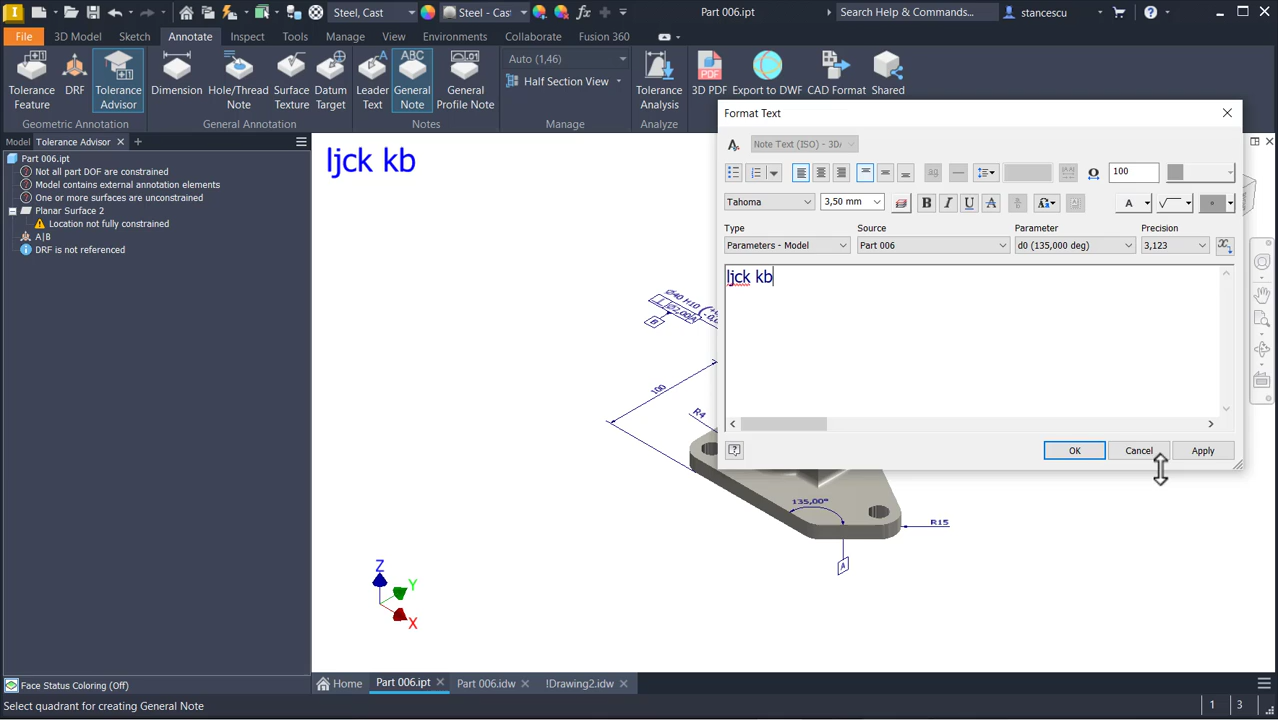 Steel, Cast
Steel - Cast
Part 006.ipt
Search Help & Commands...
stancescu
File
3D Model
Sketch
Annotate
Inspect
Tools
Manage
View
Environments
Collaborate
Fusion 360
Tolerance Feature
DRF
Tolerance Advisor
Dimension
Hole/Thread Note
Surface Texture
Datum Target
Leader Text
ABC
General Note
General Profile Note
Auto (1,46)
Half Section View
Tolerance Analysis
PDF
3D PDF
Export to DWF
CAD Format
Shared
Geometric Annotation
General Annotation
Notes
Manage
Analyze
Model
Tolerance Advisor
Part 006.ipt
Not all part DOF are constrained
Model contains external annotation elements
One or more surfaces are unconstrained
Planar Surface 2
Location not fully constrained
A|B
DRF is not referenced
ljck kb
Format Text
Note Text (ISO) - 3D
100
Tahoma
3,50 mm
Type
Source
Parameter
Precision
Parameters - Model
Part 006
d0 (135,000 deg)
3,123
ljck kb
OK
Cancel
Apply
Ø40 H10
B
100
R4
135,00°
R15
A
Z
Y
X
Home
Part 006.ipt
Part 006.idw
!Drawing2.idw
Face Status Coloring (Off)
Select quadrant for creating General Note
1
3